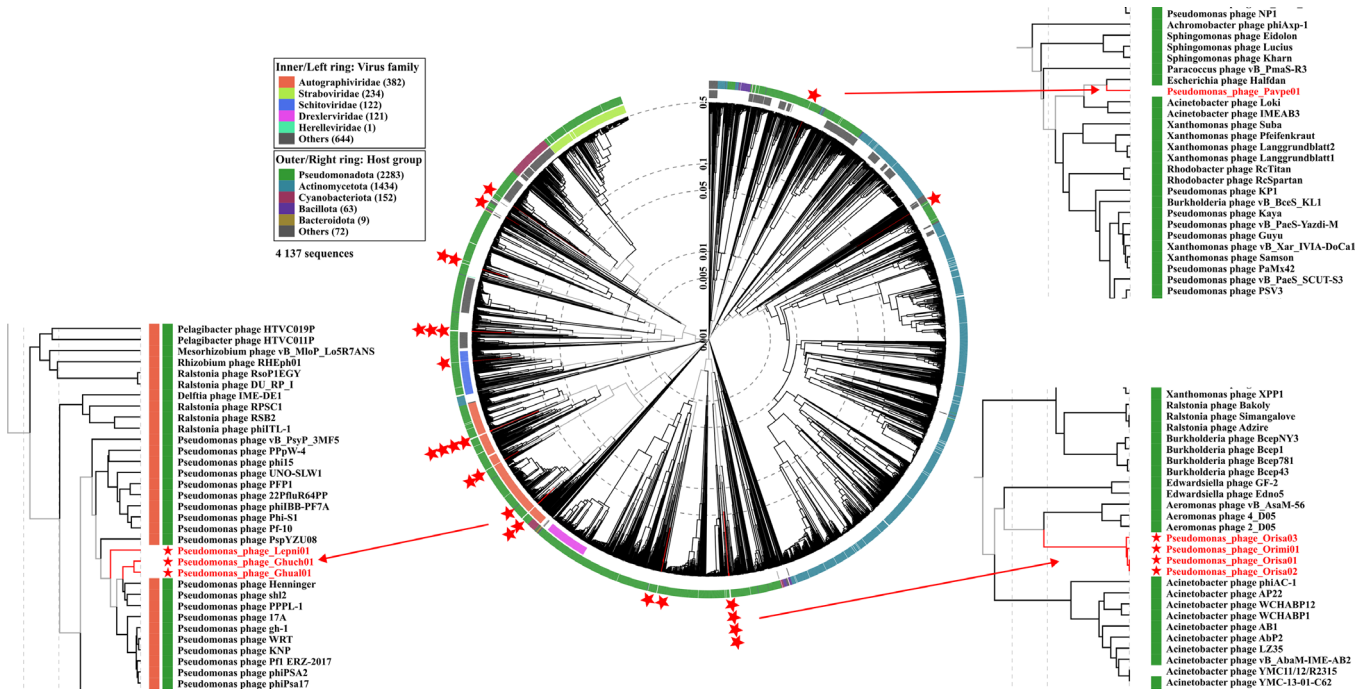 Inner/Left ring: Virus family
Autographiviridae (382)
Straboviridae (234)
Schitoviridae (122)
Drexlerviridae (121)
Herelleviridae (1)
Others (644)
Outer/Right ring: Host group
Pseudomonadota (2283)
Actinomycetota (1434)
Cyanobacteriota (152)
Bacillota (63)
Bacteroidota (9)
Others (72)
4 137 sequences
0.5
0.1
0.05
0.01
0.005
0.001
Pseudomonas phage NP1
Achromobacter phage phiAxp-1
Sphingomonas phage Eidolon
Sphingomonas phage Lucius
Sphingomonas phage Kharn
Paracoccus phage vB_PmaS-R3
Escherichia phage Halfdan
Pseudomonas_phage_Pavpe01
Acinetobacter phage Loki
Acinetobacter phage IMEAB3
Xanthomonas phage Suba
Xanthomonas phage Pfeifenkraut
Xanthomonas phage Langgrundblatt2
Xanthomonas phage Langgrundblatt1
Rhodobacter phage RcTitan
Rhodobacter phage RcSpartan
Pseudomonas phage KP1
Burkholderia phage vB_BceS_KL1
Pseudomonas phage Kaya
Pseudomonas phage vB_PaeS-Yazdi-M
Pseudomonas phage Guyu
Xanthomonas phage vB_Xar_IVIA-DoCa1
Xanthomonas phage Samson
Pseudomonas phage PaMx42
Pseudomonas phage vB_PaeS_SCUT-S3
Pseudomonas phage PSV3
Pelagibacter phage HTVC019P
Pelagibacter phage HTVC011P
Mesorhizobium phage vB_MloP_Lo5R7ANS
Rhizobium phage RHEph01
Ralstonia phage RsoP1EGY
Ralstonia phage DU_RP_I
Delftia phage IME-DE1
Ralstonia phage RPSC1
Ralstonia phage RSB2
Ralstonia phage phiITL-1
Pseudomonas phage vB_PsyP_3MF5
Pseudomonas phage PPpW-4
Pseudomonas phage phi15
Pseudomonas phage UNO-SLW1
Pseudomonas phage PFP1
Pseudomonas phage 22PfluR64PP
Pseudomonas phage phiIBB-PF7A
Pseudomonas phage Phi-S1
Pseudomonas phage Pf-10
Pseudomonas phage PspYZU08
Pseudomonas_phage_Lepni01
Pseudomonas_phage_Ghuch01
Pseudomonas_phage_Ghual01
Pseudomonas phage Henninger
Pseudomonas phage shl2
Pseudomonas phage PPPL-1
Pseudomonas phage 17A
Pseudomonas phage gh-1
Pseudomonas phage WRT
Pseudomonas phage KNP
Pseudomonas phage Pf1 ERZ-2017
Pseudomonas phage phiPSA2
Pseudomonas phage phiPsa17
Xanthomonas phage XPP1
Ralstonia phage Bakoly
Ralstonia phage Simangalove
Ralstonia phage Adzire
Burkholderia phage BcepNY3
Burkholderia phage Bcep1
Burkholderia phage Bcep781
Burkholderia phage Bcep43
Edwardsiella phage GF-2
Edwardsiella phage Edno5
Aeromonas phage vB_AsaM-56
Aeromonas phage 4_D05
Aeromonas phage 2_D05
Pseudomonas_phage_Orisa03
Pseudomonas_phage_Orimi01
Pseudomonas_phage_Orisa01
Pseudomonas_phage_Orisa02
Acinetobacter phage phiAC-1
Acinetobacter phage AP22
Acinetobacter phage WCHABP12
Acinetobacter phage WCHABP1
Acinetobacter phage AB1
Acinetobacter phage AbP2
Acinetobacter phage LZ35
Acinetobacter phage vB_AbaM-IME-AB2
Acinetobacter phage YMC11/12/R2315
Acinetobacter phage YMC-13-01-C62